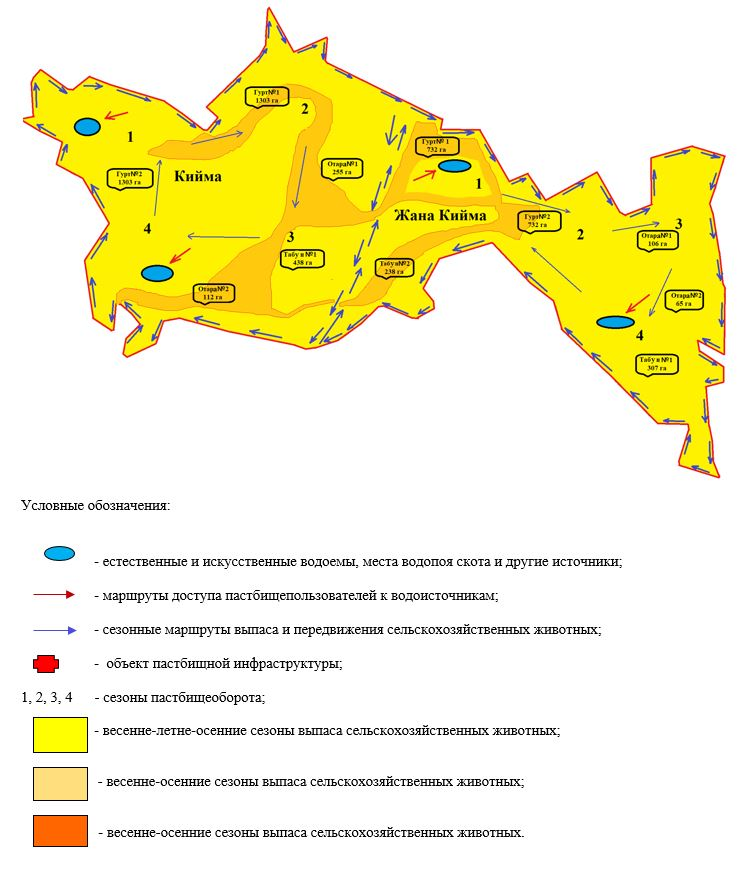 Гурт№1
1303 га
2
1
Отара№1
255 га
Гурт№ 1
732 га
Гурт№2
1303 га
Кийма
1
Жана Кийма
4
3
Гурт№2
732 га
2
3
Отара№1
106 га
Табун№1
438 га
Табун№2
238 га
Отара№2
112 га
Отара№2
65 га
4
Табун№1
307 га
Условные обозначения:
- естественные и искусственные водоемы, места водопоя скота и другие источники;
- маршруты доступа пастбищепользователей к водоисточникам;
- сезонные маршруты выпаса и передвижения сельскохозяйственных животных;
- объект пастбищной инфраструктуры;
1, 2, 3, 4 - сезоны пастбищеоборота;
- весенне-летне-осенние сезоны выпаса сельскохозяйственных животных;
- весенне-осенние сезоны выпаса сельскохозяйственных животных;
- весенне-осенние сезоны выпаса сельскохозяйственных животных.